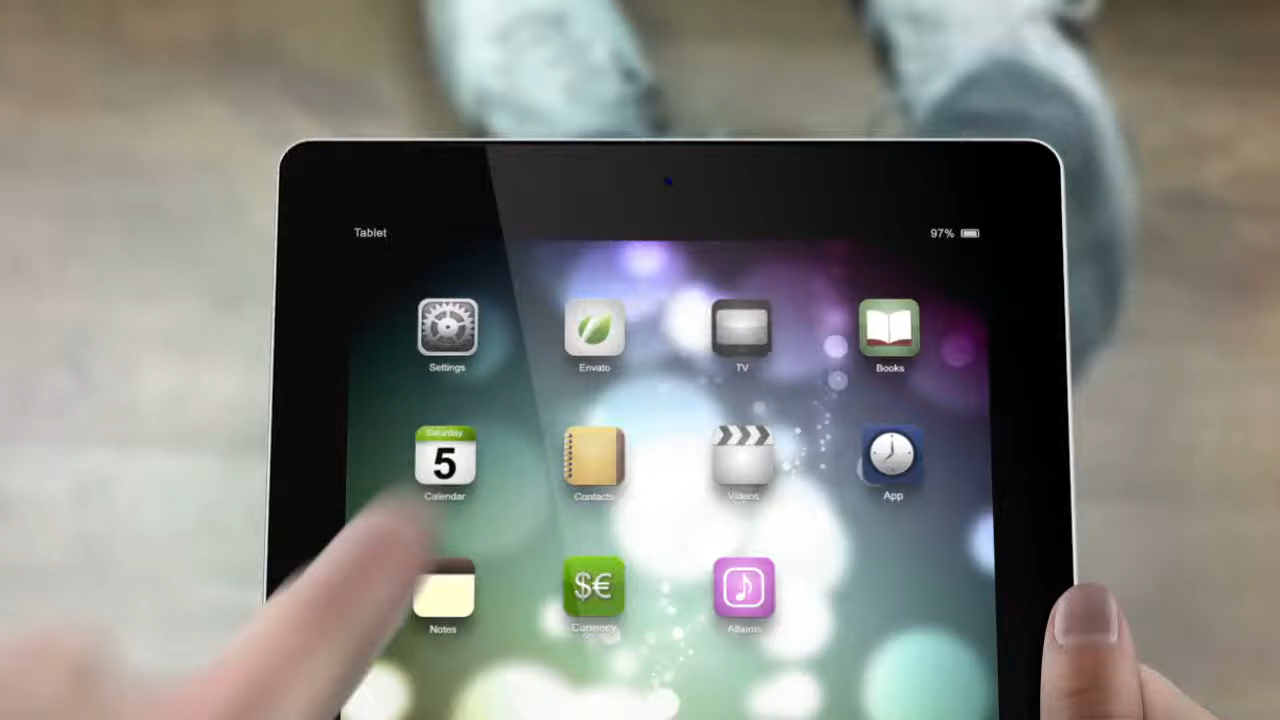 Tablet 97%
Settings Envato TV Books
Saturday
5
Calendar Contacts Videos App
$€
Notes Currency Albums